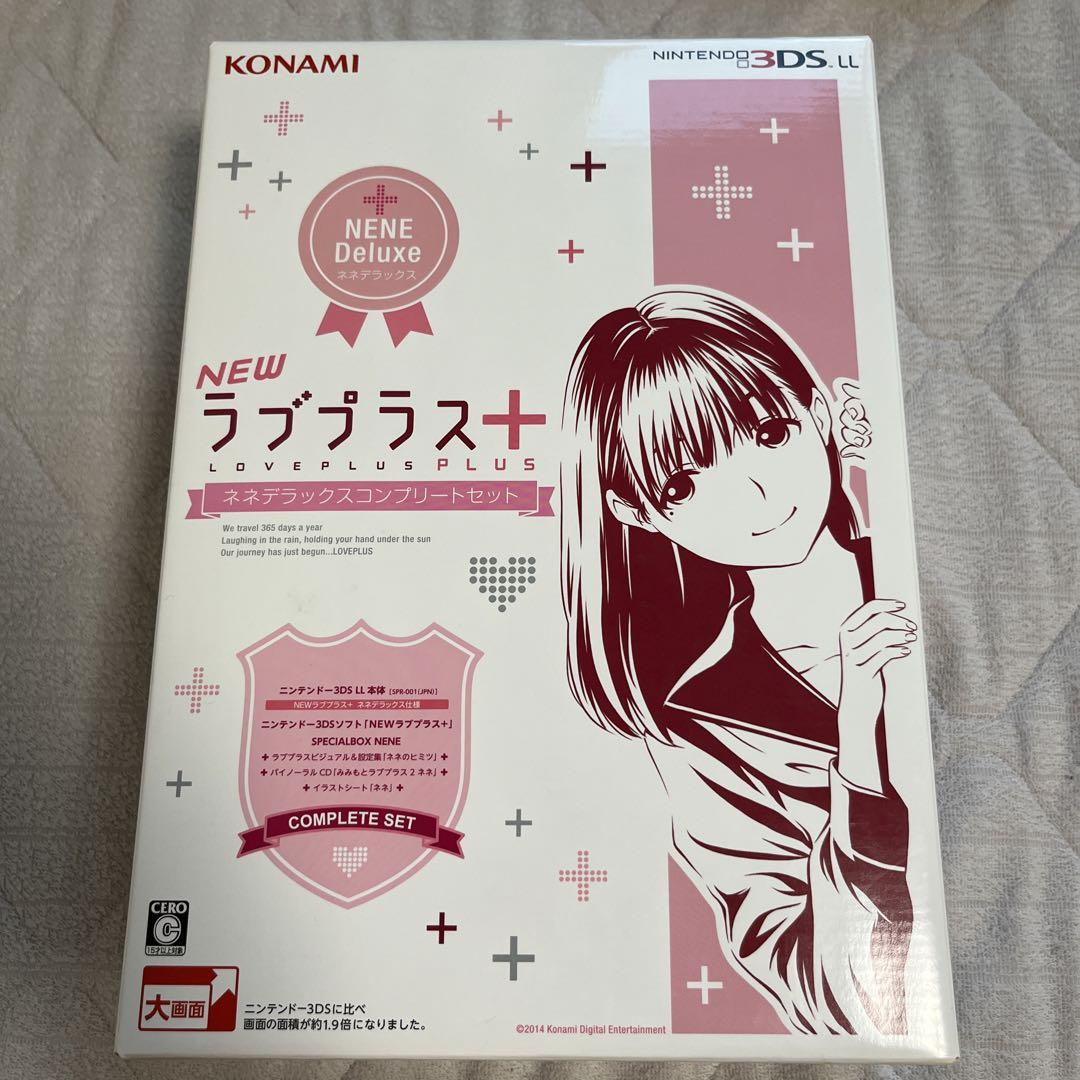 KONAMI
NINTENDO 3DS™ LL
NENE
Deluxe
ネネデラックス
NEW
ラブプラス+
LOVEPLUS PLUS
ネネデラックスコンプリートセット
We travel 365 days a year
Laughing in the rain, holding your hand under the sun
Our journey has just begun...LOVEPLUS
ニンテンドー3DS LL 本体 [SPR-001(JPN)]
NEWラブプラス+ ネネデラックス仕様
ニンテンドー3DSソフト「NEWラブプラス+」
SPECIALBOX NENE
+ ラブプラスビジュアル&設定集「ネネのヒミツ」 +
+ バイノーラルCD「みみもとラブプラス2 ネネ」 +
+ イラストシート「ネネ」 +
COMPLETE SET
CERO
C
15才以上対象
大画面
ニンテンドー3DSに比べ
画面の面積が約1.9倍になりました。
©2014 Konami Digital Entertainment